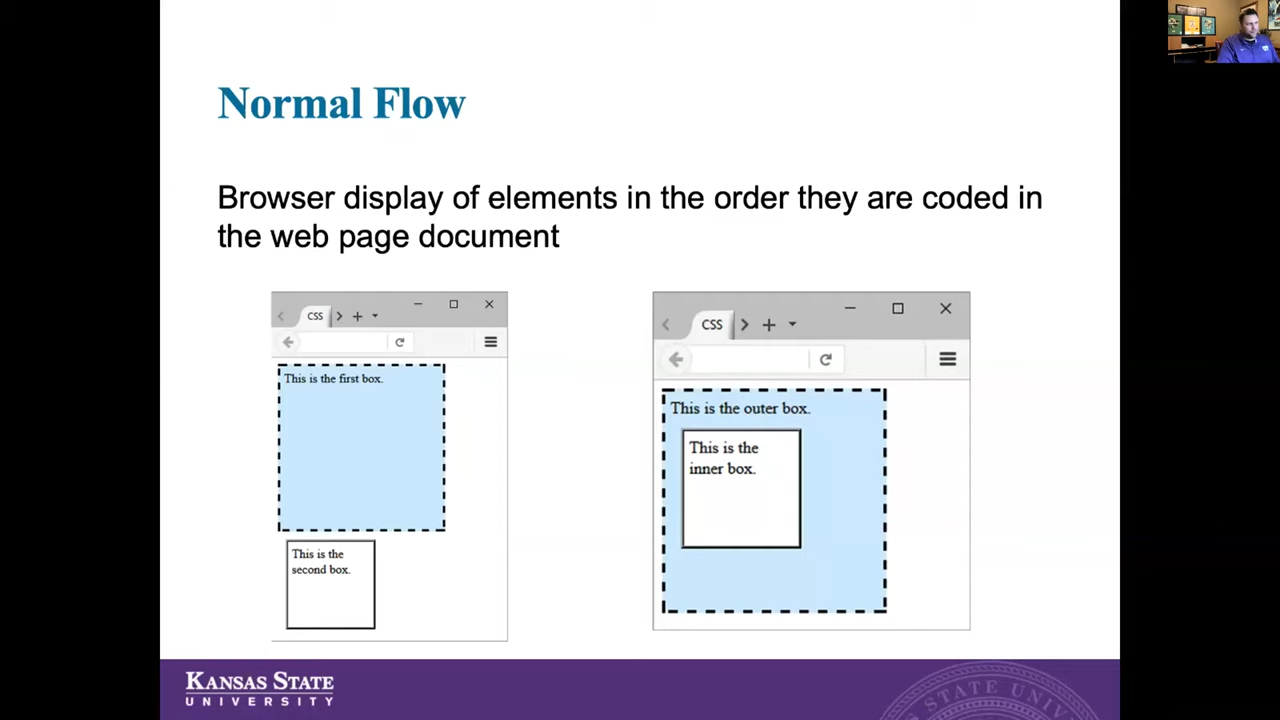 Normal Flow
Browser display of elements in the order they are coded in
the web page document
CSS
This is the first box.
This is the
second box.
CSS
This is the outer box.
This is the
inner box.
KANSAS STATE
UNIVERSITY
STATE UNIV